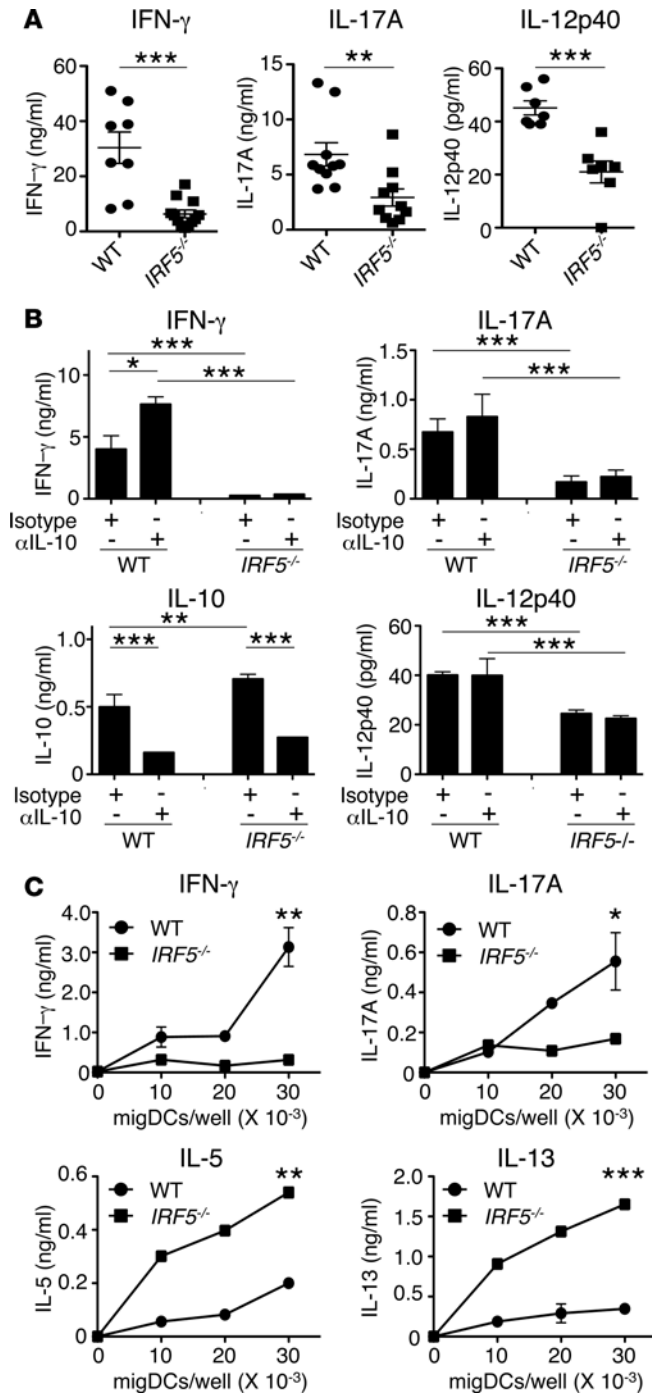 A
IFN-γ
IL-17A
IL-12p40
IFN-γ (ng/ml)
60
40
20
0
***
WT
IRF5-/-
IL-17A (ng/ml)
15
10
5
0
**
WT
IRF5-/-
IL-12p40 (pg/ml)
60
40
20
0
***
WT
IRF5-/-
B
IFN-γ
IFN-γ (ng/ml)
10
5
0
***
*
***
Isotype + - + -
αIL-10 - + - +
WT IRF5-/-
IL-17A
IL-17A (ng/ml)
1.5
1.0
0.5
0
***
***
Isotype + - + -
αIL-10 - + - +
WT IRF5-/-
IL-10
IL-10 (ng/ml)
1.0
0.5
0
**
*** ***
Isotype + - + -
αIL-10 - + - +
WT IRF5-/-
IL-12p40
IL-12p40 (pg/ml)
60
40
20
0
***
***
Isotype + - + -
αIL-10 - + - +
WT IRF5-/-
C
IFN-γ
IFN-γ (ng/ml)
4.0
3.0
2.0
1.0
0
WT
IRF5-/-
**
0 10 20 30
migDCs/well (X 10-3)
IL-17A
IL-17A (ng/ml)
0.8
0.6
0.4
0.2
0
WT
IRF5-/-
*
0 10 20 30
migDCs/well (X 10-3)
IL-5
IL-5 (ng/ml)
0.6
0.4
0.2
0
WT
IRF5-/-
**
0 10 20 30
migDCs/well (X 10-3)
IL-13
IL-13 (ng/ml)
2.0
1.5
1.0
0.5
0
WT
IRF5-/-
***
0 10 20 30
migDCs/well (X 10-3)